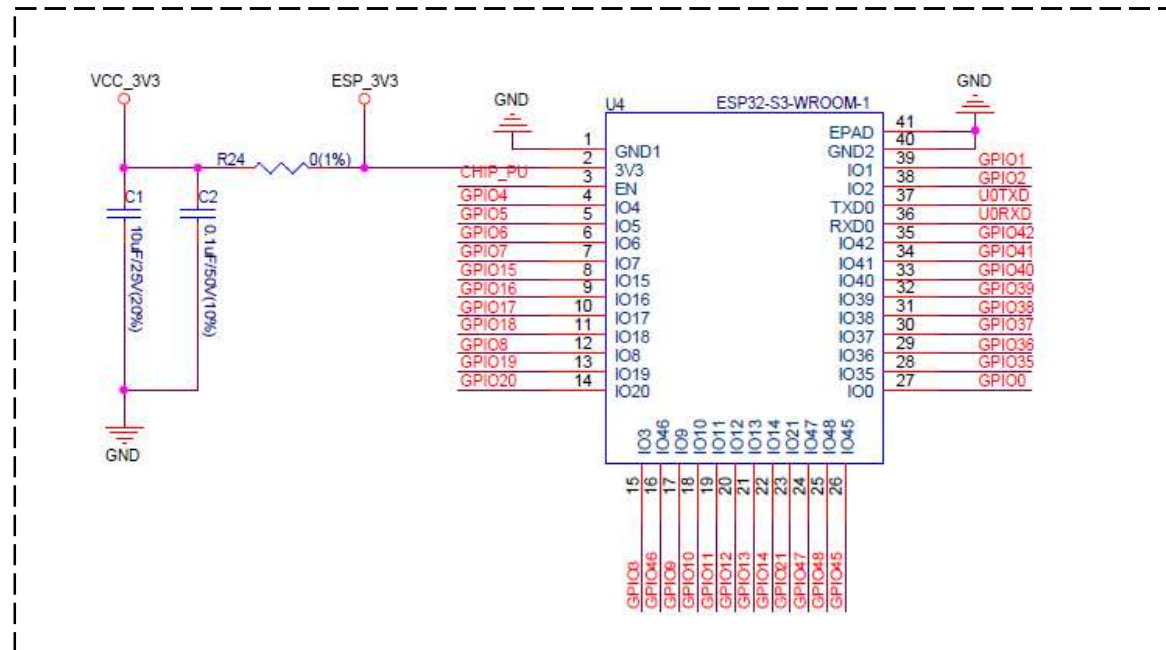 VCC_3V3
ESP_3V3
GND
GND
U4
ESP32-S3-WROOM-1
R24
0(1%)
C1
10uF/25V(20%)
C2
0.1uF/50V(10%)
GND
1 GND1
2 3V3
CHIP_PU 3 EN
GPIO4 4 IO4
GPIO5 5 IO5
GPIO6 6 IO6
GPIO7 7 IO7
GPIO15 8 IO15
GPIO16 9 IO16
GPIO17 10 IO17
GPIO18 11 IO18
GPIO8 12 IO8
GPIO19 13 IO19
GPIO20 14 IO20
EPAD 41
GND2 40
IO1 39 GPIO1
IO2 38 GPIO2
TXD0 37 U0TXD
RXD0 36 U0RXD
IO42 35 GPIO42
IO41 34 GPIO41
IO40 33 GPIO40
IO39 32 GPIO39
IO38 31 GPIO38
IO37 30 GPIO37
IO36 29 GPIO36
IO35 28 GPIO35
IO0 27 GPIO0
IO3 15 GPIO3
IO46 16 GPIO46
IO9 17 GPIO9
IO10 18 GPIO10
IO11 19 GPIO11
IO12 20 GPIO12
IO13 21 GPIO13
IO14 22 GPIO14
IO21 23 GPIO21
IO47 24 GPIO47
IO48 25 GPIO48
IO45 26 GPIO45